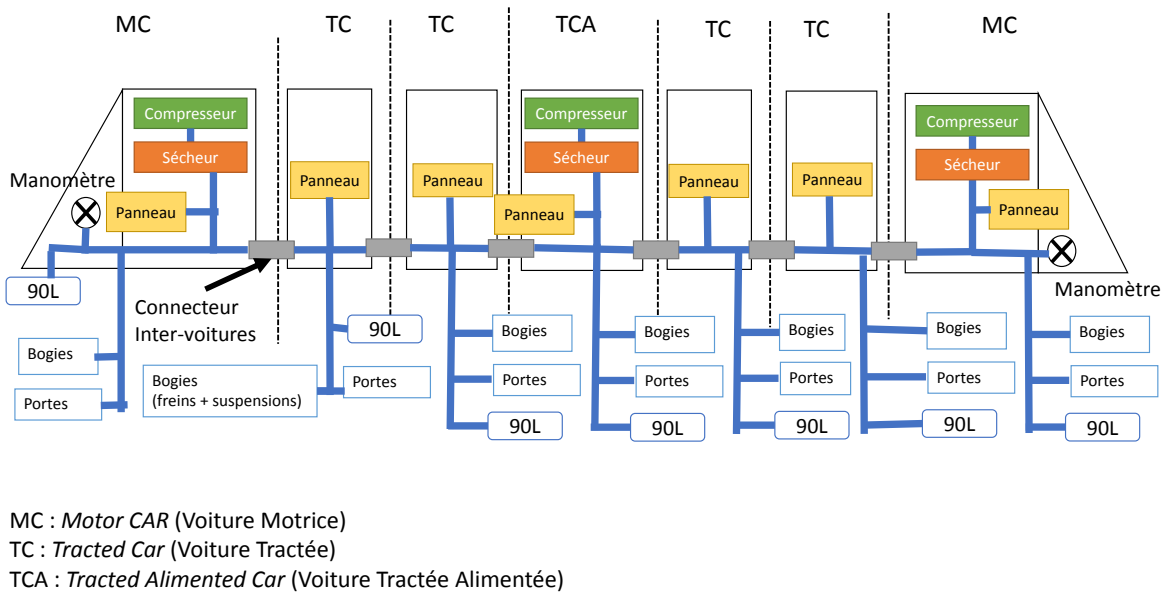 MC
TC
TC
TCA
TC
TC
MC
Compresseur
Compresseur
Compresseur
Sécheur
Sécheur
Sécheur
Manomètre
Panneau
Panneau
Panneau
Panneau
Panneau
Panneau
Panneau
90L
Connecteur
Inter-voitures
Manomètre
90L
Bogies
Bogies
Bogies
Bogies
Bogies
Bogies
Bogies
(freins + suspensions)
Portes
Portes
Portes
Portes
Portes
Portes
Portes
90L
90L
90L
90L
90L
MC : Motor CAR (Voiture Motrice)
TC : Tracted Car (Voiture Tractée)
TCA : Tracted Alimented Car (Voiture Tractée Alimentée)